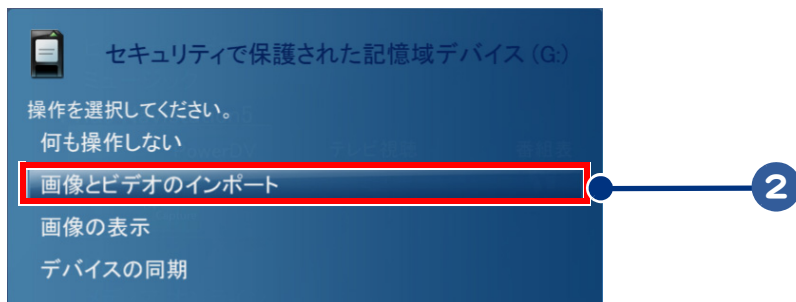 セキュリティで保護された記憶域デバイス (G:)
操作を選択してください。
何も操作しない
画像とビデオのインポート
2
画像の表示
デバイスの同期